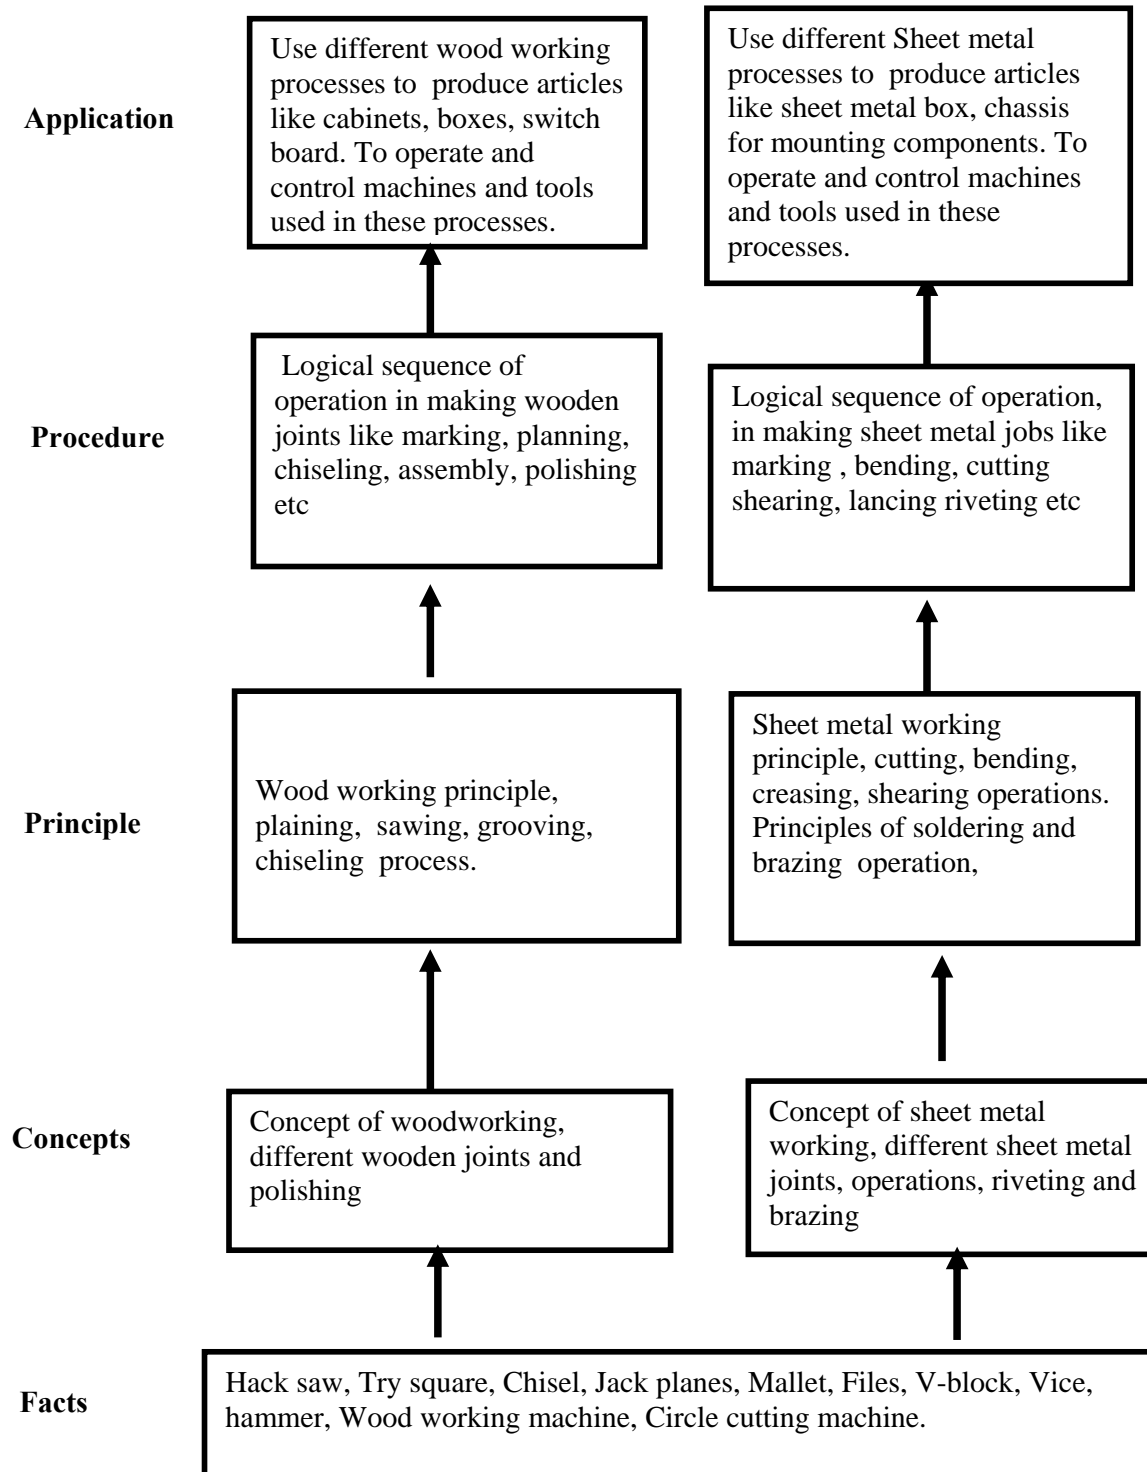 Application
Use different wood working
processes to  produce articles
like cabinets, boxes, switch
board. To operate and
control machines and tools
used in these processes.
Use different Sheet metal
processes to  produce articles
like sheet metal box, chassis
for mounting components. To
operate and control machines
and tools used in these
processes.
Procedure
Logical sequence of
operation in making wooden
joints like marking, planning,
chiseling, assembly, polishing
etc
Logical sequence of operation,
in making sheet metal jobs like
marking , bending, cutting
shearing, lancing riveting etc
Principle
Wood working principle,
plaining,  sawing, grooving,
chiseling  process.
Sheet metal working
principle, cutting, bending,
creasing, shearing operations.
Principles of soldering and
brazing  operation,
Concepts
Concept of woodworking,
different wooden joints and
polishing
Concept of sheet metal
working, different sheet metal
joints, operations, riveting and
brazing
Facts
Hack saw, Try square, Chisel, Jack planes, Mallet, Files, V-block, Vice,
hammer, Wood working machine, Circle cutting machine.